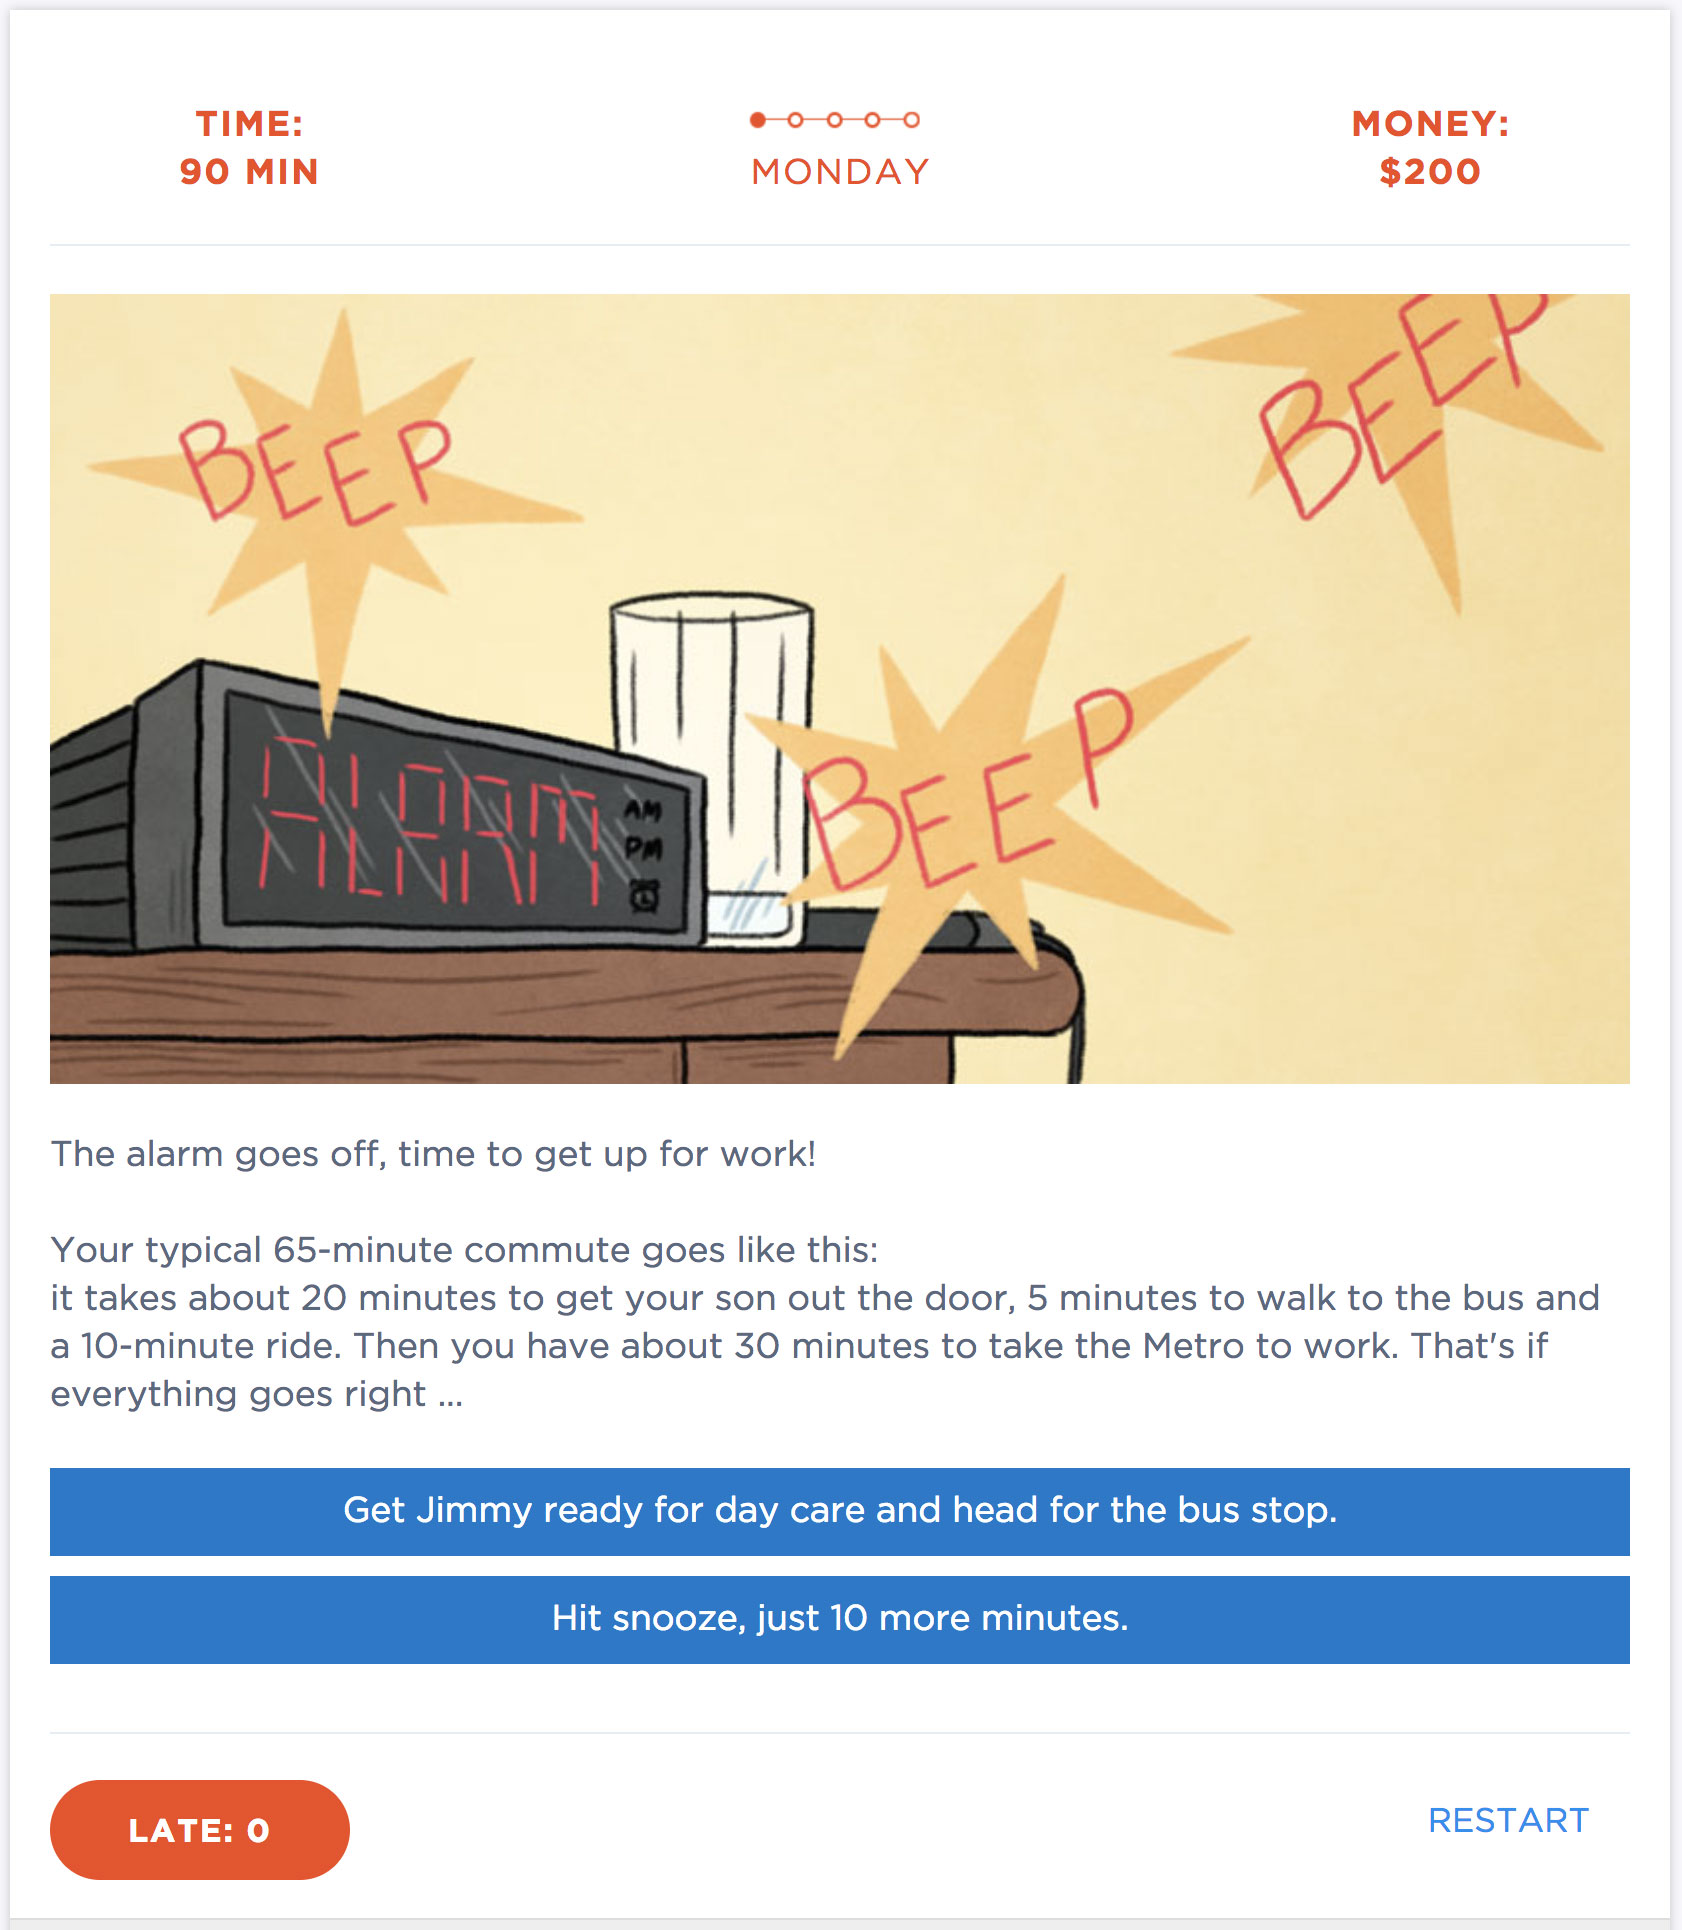 TIME:
90 MIN
MONDAY
MONEY:
$200
BEEP
BEEP
BEEP
ALARM
AM
PM
The alarm goes off, time to get up for work!
Your typical 65-minute commute goes like this:
it takes about 20 minutes to get your son out the door, 5 minutes to walk to the bus and
a 10-minute ride. Then you have about 30 minutes to take the Metro to work. That's if
everything goes right ...
Get Jimmy ready for day care and head for the bus stop.
Hit snooze, just 10 more minutes.
LATE: 0
RESTART